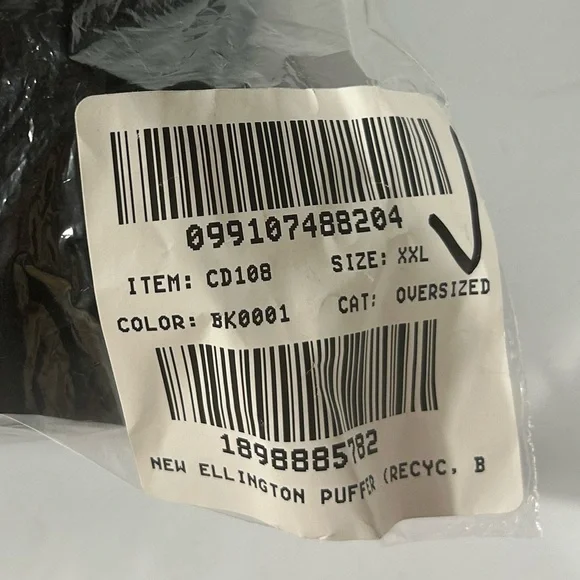 099107488204
ITEM: CD108 SIZE: XXL
COLOR: BK0001 CAT: OVERSIZED
1898885782
NEW ELLINGTON PUFFER (RECYC, B